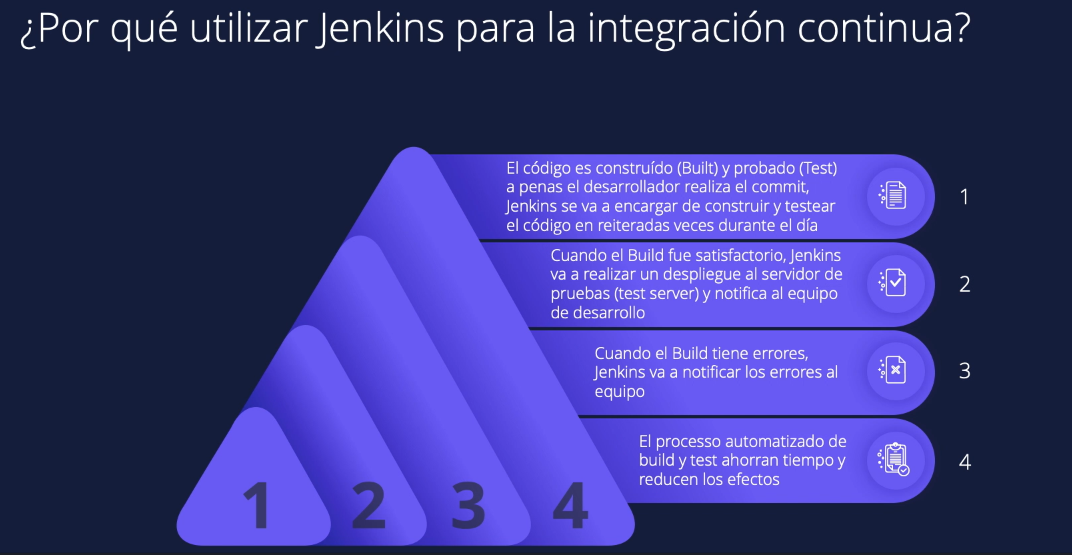 ¿Por qué utilizar Jenkins para la integración continua?
El código es construído (Built) y probado (Test)
a penas el desarrollador realiza el commit,
Jenkins se va a encargar de construir y testear
el código en reiteradas veces durante el día
1
Cuando el Build fue satisfactorio, Jenkins
va a realizar un despliegue al servidor de
pruebas (test server) y notifica al equipo
de desarrollo
2
Cuando el Build tiene errores,
Jenkins va a notificar los errores al
equipo
3
El processo automatizado de
build y test ahorran tiempo y
reducen los efectos
4
1 2 3 4